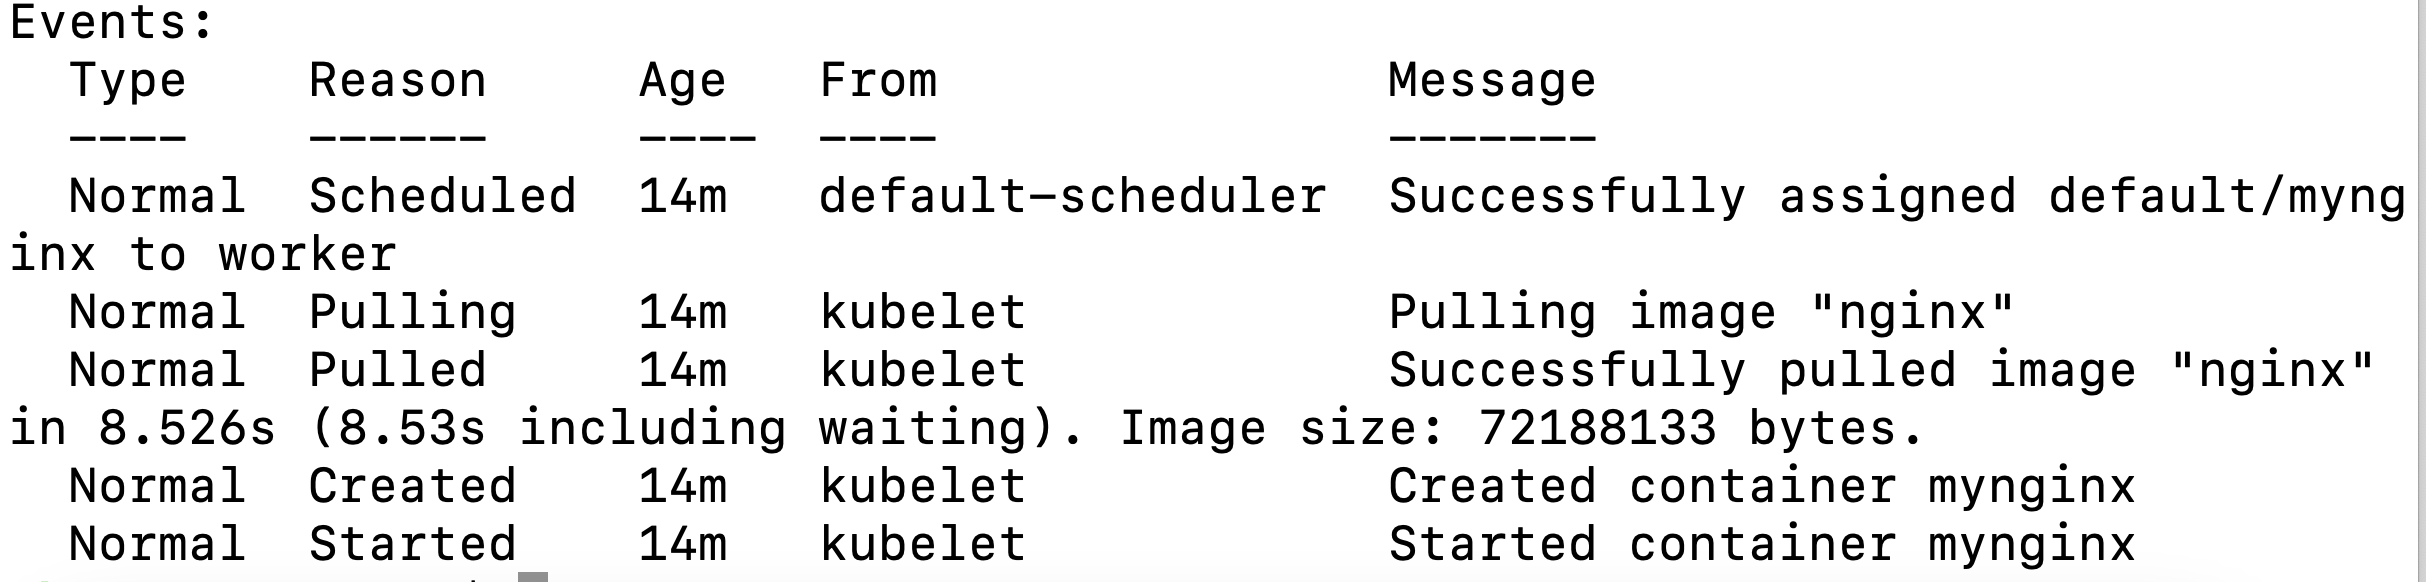 Events:
  Type    Reason     Age   From               Message
  ----    ------     ----  ----               -------
  Normal  Scheduled  14m   default-scheduler  Successfully assigned default/myng
inx to worker
  Normal  Pulling    14m   kubelet            Pulling image "nginx"
  Normal  Pulled     14m   kubelet            Successfully pulled image "nginx"
in 8.526s (8.53s including waiting). Image size: 72188133 bytes.
  Normal  Created    14m   kubelet            Created container mynginx
  Normal  Started    14m   kubelet            Started container mynginx